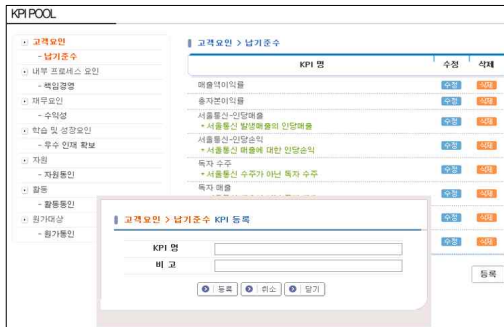 KPI POOL
고객요인
- 납기준수
내부 프로세스 요인
- 책임경영
재무요인
- 수익성
학습 및 성장요인
- 우수 인재 확보
자원
- 자원동인
활동
- 활동동인
원가대상
- 원가동인
고객요인 > 납기준수
KPI 명 수정 삭제
매출액이익률 수정 삭제
총자본이익률 수정 삭제
서울통신-인당매출
서울통신 발생매출의 인당매출 수정 삭제
서울통신-인당손익
서울통신 매출에 대한 인당손익 수정 삭제
독자 수주
서울통신 수주가 아닌 독자 수주 수정 삭제
독자 매출
수정 삭제
수정 삭제
수정 삭제
등록
고객요인 > 납기준수 KPI 등록
KPI 명
비 고
등록 취소 닫기